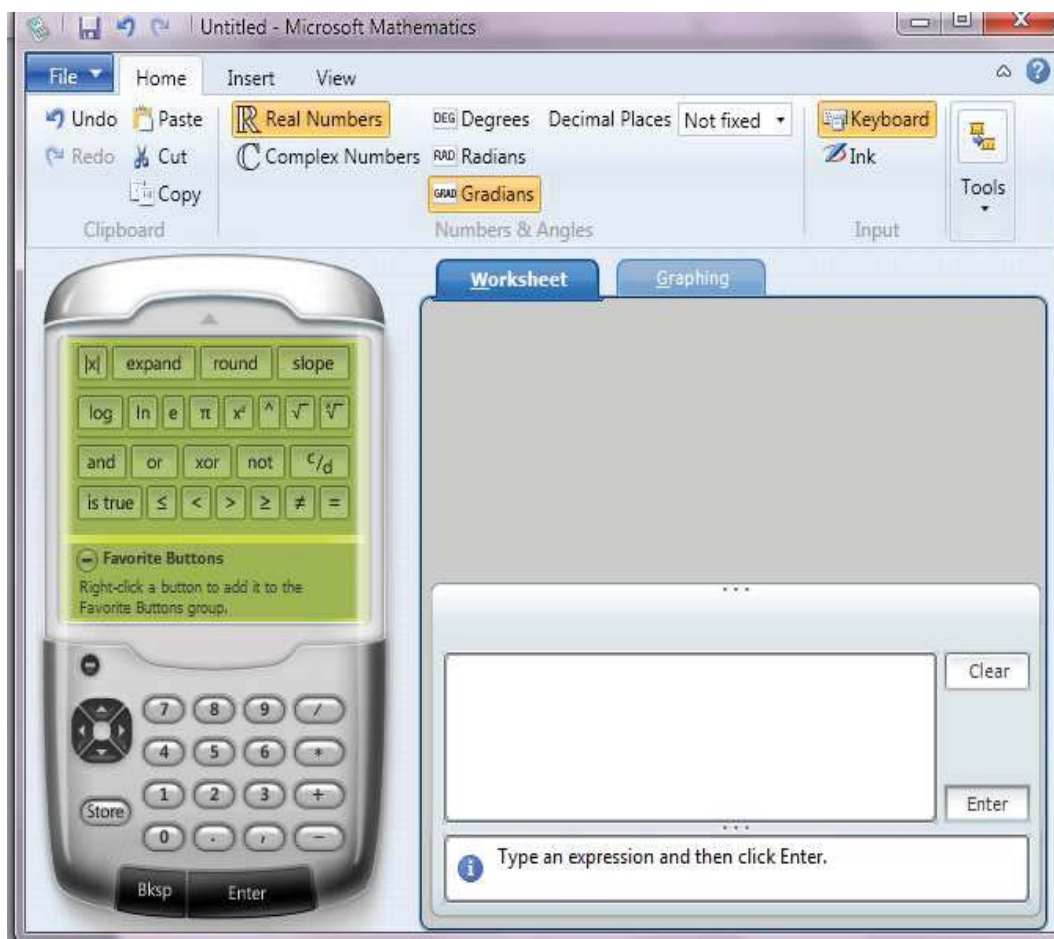 Untitled - Microsoft Mathematics
File Home Insert View
Undo Paste Real Numbers DEG Degrees Decimal Places Not fixed Keyboard
Redo Cut Complex Numbers RAD Radians Ink
Copy GRAD Gradians Tools
Clipboard Numbers & Angles Input
Worksheet Graphing
|x| expand round slope
log ln e π x² ^ √ ˣ√
and or xor not c/d
is true ≤ < > ≥ ≠ =
Favorite Buttons
Right-click a button to add it to the
Favorite Buttons group.
7 8 9 /
4 5 6 *
Store 1 2 3 +
0 . , −
Bksp Enter
Clear
Enter
Type an expression and then click Enter.